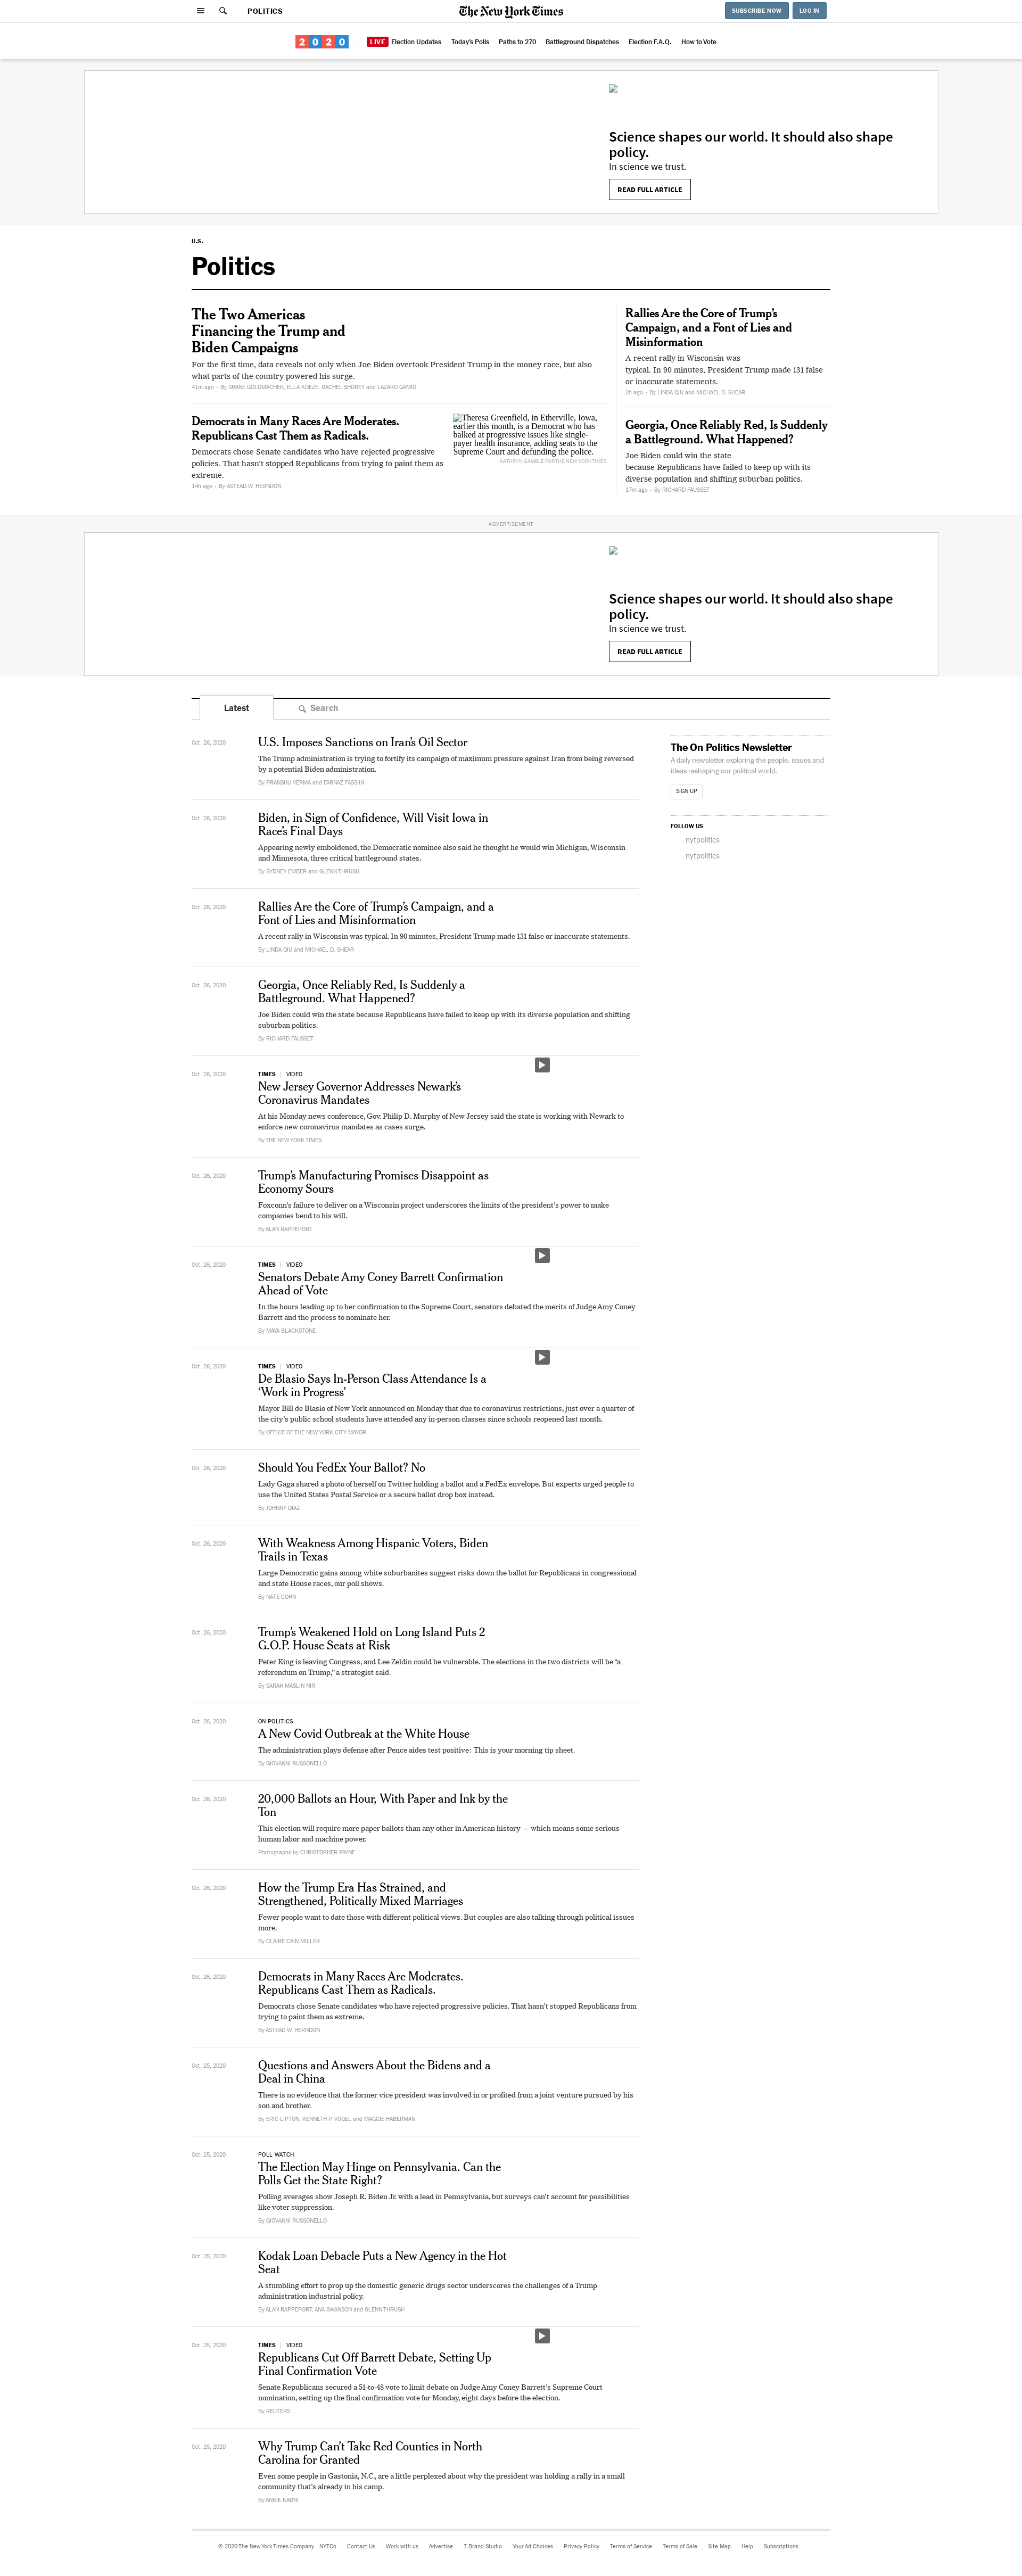 POLITICS
The New York Times
SUBSCRIBE NOW
LOG IN
2020
LIVE Election Updates
Today's Polls
Paths to 270
Battleground Dispatches
Election F.A.Q.
How to Vote
Science shapes our world. It should also shape
policy.
In science we trust.
READ FULL ARTICLE
U.S.
Politics
The Two Americas
Financing the Trump and
Biden Campaigns
For the first time, data reveals not only when Joe Biden overtook President Trump in the money race, but also
what parts of the country powered his surge.
41m ago - By SHANE GOLDMACHER, ELLA KOEZE, RACHEL SHOREY and LAZARO GAMIO
Democrats in Many Races Are Moderates.
Republicans Cast Them as Radicals.
Democrats chose Senate candidates who have rejected progressive
policies. That hasn't stopped Republicans from trying to paint them as
extreme.
14h ago - By ASTEAD W. HERNDON
Theresa Greenfield, in Etherville, Iowa,
earlier this month, is a Democrat who has
balked at progressive issues like single-
payer health insurance, adding seats to the
Supreme Court and defunding the police.
KATHRYN GAMBLE FOR THE NEW YORK TIMES
Rallies Are the Core of Trump's
Campaign, and a Font of Lies and
Misinformation
A recent rally in Wisconsin was
typical. In 90 minutes, President Trump made 131 false
or inaccurate statements.
2h ago - By LINDA QIU and MICHAEL D. SHEAR
Georgia, Once Reliably Red, Is Suddenly
a Battleground. What Happened?
Joe Biden could win the state
because Republicans have failed to keep up with its
diverse population and shifting suburban politics.
17m ago - By RICHARD FAUSSET
ADVERTISEMENT
Science shapes our world. It should also shape
policy.
In science we trust.
READ FULL ARTICLE
Latest
Search
Oct. 26, 2020
U.S. Imposes Sanctions on Iran's Oil Sector
The Trump administration is trying to fortify its campaign of maximum pressure against Iran from being reversed
by a potential Biden administration.
By PRANSHU VERMA and FARNAZ FASSIHI
Oct. 26, 2020
Biden, in Sign of Confidence, Will Visit Iowa in
Race's Final Days
Appearing newly emboldened, the Democratic nominee also said he thought he would win Michigan, Wisconsin
and Minnesota, three critical battleground states.
By SYDNEY EMBER and GLENN THRUSH
Oct. 26, 2020
Rallies Are the Core of Trump's Campaign, and a
Font of Lies and Misinformation
A recent rally in Wisconsin was typical. In 90 minutes, President Trump made 131 false or inaccurate statements.
By LINDA QIU and MICHAEL D. SHEAR
Oct. 26, 2020
Georgia, Once Reliably Red, Is Suddenly a
Battleground. What Happened?
Joe Biden could win the state because Republicans have failed to keep up with its diverse population and shifting
suburban politics.
By RICHARD FAUSSET
Oct. 26, 2020
TIMES | VIDEO
New Jersey Governor Addresses Newark's
Coronavirus Mandates
At his Monday news conference, Gov. Philip D. Murphy of New Jersey said the state is working with Newark to
enforce new coronavirus mandates as cases surge.
By THE NEW YORK TIMES
Oct. 26, 2020
Trump's Manufacturing Promises Disappoint as
Economy Sours
Foxconn's failure to deliver on a Wisconsin project underscores the limits of the president's power to make
companies bend to his will.
By ALAN RAPPEPORT
Oct. 26, 2020
TIMES | VIDEO
Senators Debate Amy Coney Barrett Confirmation
Ahead of Vote
In the hours leading up to her confirmation to the Supreme Court, senators debated the merits of Judge Amy Coney
Barrett and the process to nominate her.
By MAYA BLACKSTONE
Oct. 26, 2020
TIMES | VIDEO
De Blasio Says In-Person Class Attendance Is a
‘Work in Progress’
Mayor Bill de Blasio of New York announced on Monday that due to coronavirus restrictions, just over a quarter of
the city's public school students have attended any in-person classes since schools reopened last month.
By OFFICE OF THE NEW YORK CITY MAYOR
Oct. 26, 2020
Should You FedEx Your Ballot? No
Lady Gaga shared a photo of herself on Twitter holding a ballot and a FedEx envelope. But experts urged people to
use the United States Postal Service or a secure ballot drop box instead.
By JOHNNY DIAZ
Oct. 26, 2020
With Weakness Among Hispanic Voters, Biden
Trails in Texas
Large Democratic gains among white suburbanites suggest risks down the ballot for Republicans in congressional
and state House races, our poll shows.
By NATE COHN
Oct. 26, 2020
Trump's Weakened Hold on Long Island Puts 2
G.O.P. House Seats at Risk
Peter King is leaving Congress, and Lee Zeldin could be vulnerable. The elections in the two districts will be “a
referendum on Trump,” a strategist said.
By SARAH MASLIN NIR
Oct. 26, 2020
ON POLITICS
A New Covid Outbreak at the White House
The administration plays defense after Pence aides test positive: This is your morning tip sheet.
By GIOVANNI RUSSONELLO
Oct. 26, 2020
20,000 Ballots an Hour, With Paper and Ink by the
Ton
This election will require more paper ballots than any other in American history — which means some serious
human labor and machine power.
Photographs by CHRISTOPHER PAYNE
Oct. 26, 2020
How the Trump Era Has Strained, and
Strengthened, Politically Mixed Marriages
Fewer people want to date those with different political views. But couples are also talking through political issues
more.
By CLAIRE CAIN MILLER
Oct. 26, 2020
Democrats in Many Races Are Moderates.
Republicans Cast Them as Radicals.
Democrats chose Senate candidates who have rejected progressive policies. That hasn't stopped Republicans from
trying to paint them as extreme.
By ASTEAD W. HERNDON
Oct. 25, 2020
Questions and Answers About the Bidens and a
Deal in China
There is no evidence that the former vice president was involved in or profited from a joint venture pursued by his
son and brother.
By ERIC LIPTON, KENNETH P. VOGEL and MAGGIE HABERMAN
Oct. 25, 2020
POLL WATCH
The Election May Hinge on Pennsylvania. Can the
Polls Get the State Right?
Polling averages show Joseph R. Biden Jr. with a lead in Pennsylvania, but surveys can't account for possibilities
like voter suppression.
By GIOVANNI RUSSONELLO
Oct. 25, 2020
Kodak Loan Debacle Puts a New Agency in the Hot
Seat
A stumbling effort to prop up the domestic generic drugs sector underscores the challenges of a Trump
administration industrial policy.
By ALAN RAPPEPORT, ANA SWANSON and GLENN THRUSH
Oct. 25, 2020
TIMES | VIDEO
Republicans Cut Off Barrett Debate, Setting Up
Final Confirmation Vote
Senate Republicans secured a 51-to-48 vote to limit debate on Judge Amy Coney Barrett's Supreme Court
nomination, setting up the final confirmation vote for Monday, eight days before the election.
By REUTERS
Oct. 25, 2020
Why Trump Can't Take Red Counties in North
Carolina for Granted
Even some people in Gastonia, N.C., are a little perplexed about why the president was holding a rally in a small
community that's already in his camp.
By ANNIE KARNI
The On Politics Newsletter
A daily newsletter exploring the people, issues and
ideas reshaping our political world.
SIGN UP
FOLLOW US
nytpolitics
nytpolitics
© 2020 The New York Times Company
NYTCo
Contact Us
Work with us
Advertise
T Brand Studio
Your Ad Choices
Privacy Policy
Terms of Service
Terms of Sale
Site Map
Help
Subscriptions